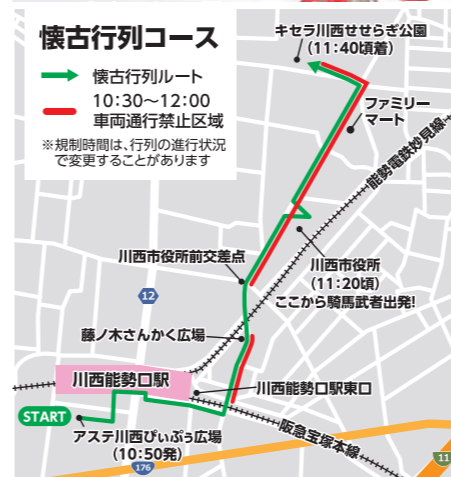 懐古行列コース
懐古行列ルート
10:30～12:00
車両通行禁止区域
※規制時間は、行列の進行状況
で変更することがあります
キセラ川西せせらぎ公園
(11:40頃着)
ファミリー
マート
能勢電鉄妙見線
川西市役所前交差点
川西市役所
(11:20頃)
ここから騎馬武者出発!
12
藤ノ木さんかく広場
川西能勢口駅
川西能勢口駅東口
START
アステ川西ぴぃぷぅ広場
(10:50発)
阪急宝塚本線
176
11